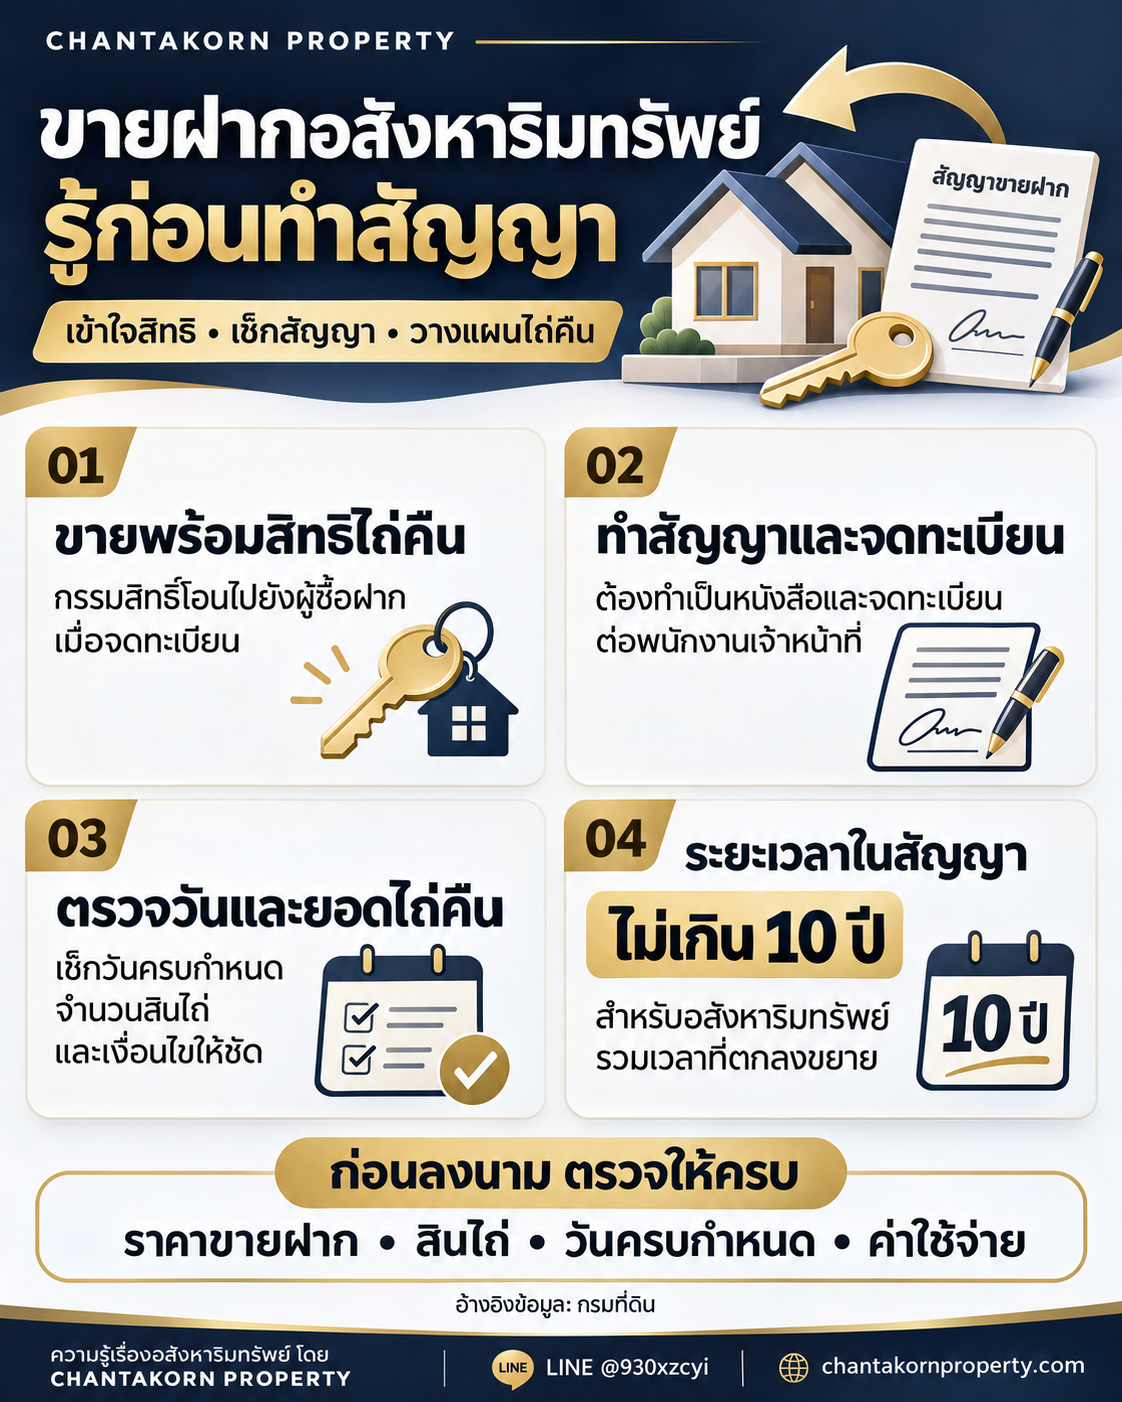 CHANTAKORN PROPERTY
ขายฝากอสังหาริมทรัพย์
รู้ก่อนทำสัญญา
เข้าใจสิทธิ • เช็กสัญญา • วางแผนไถ่คืน
สัญญาขายฝาก
01
ขายพร้อมสิทธิไถ่คืน
กรรมสิทธิ์โอนไปยังผู้ซื้อฝาก
เมื่อจดทะเบียน
02
ทำสัญญาและจดทะเบียน
ต้องทำเป็นหนังสือและจดทะเบียน
ต่อพนักงานเจ้าหน้าที่
03
ตรวจวันและยอดไถ่คืน
เช็กวันครบกำหนด
จำนวนสินไถ่
และเงื่อนไขให้ชัด
04
ระยะเวลาในสัญญา
ไม่เกิน 10 ปี
สำหรับอสังหาริมทรัพย์
รวมเวลาที่ตกลงขยาย
10 ปี
ก่อนลงนาม ตรวจให้ครบ
ราคาขายฝาก • สินไถ่ • วันครบกำหนด • ค่าใช้จ่าย
อ้างอิงข้อมูล: กรมที่ดิน
ความรู้เรื่องอสังหาริมทรัพย์ โดย
CHANTAKORN PROPERTY
LINE
LINE @930xzcyi
chantakornproperty.com